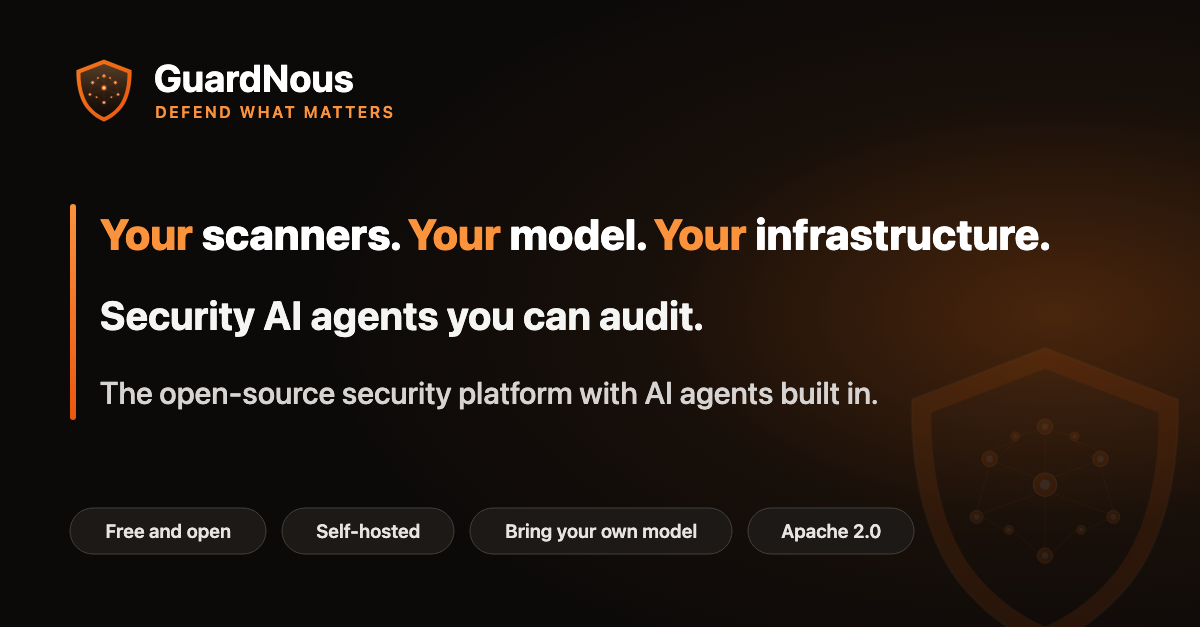 GuardNous
DEFEND WHAT MATTERS
Your scanners. Your model. Your infrastructure.
Security AI agents you can audit.
The open-source security platform with AI agents built in.
Free and open
Self-hosted
Bring your own model
Apache 2.0